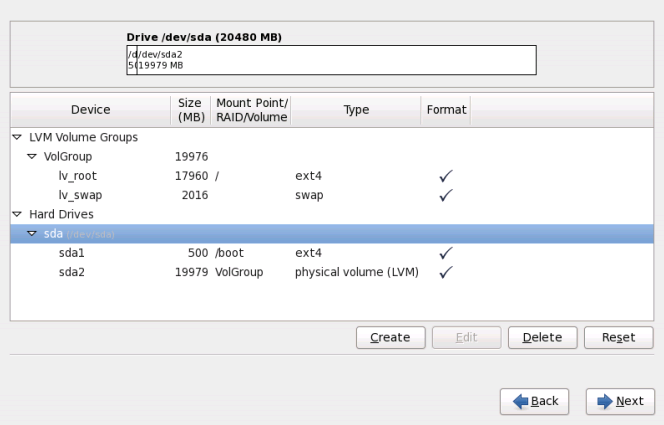 Drive /dev/sda (20480 MB)
/d/dev/sda2
5(19979 MB
Device Size (MB) Mount Point/ RAID/Volume Type Format
LVM Volume Groups
VolGroup 19976
lv_root 17960 / ext4
lv_swap 2016 swap
Hard Drives
sda (/dev/sda)
sda1 500 /boot ext4
sda2 19979 VolGroup physical volume (LVM)
Create Edit Delete Reset
Back Next